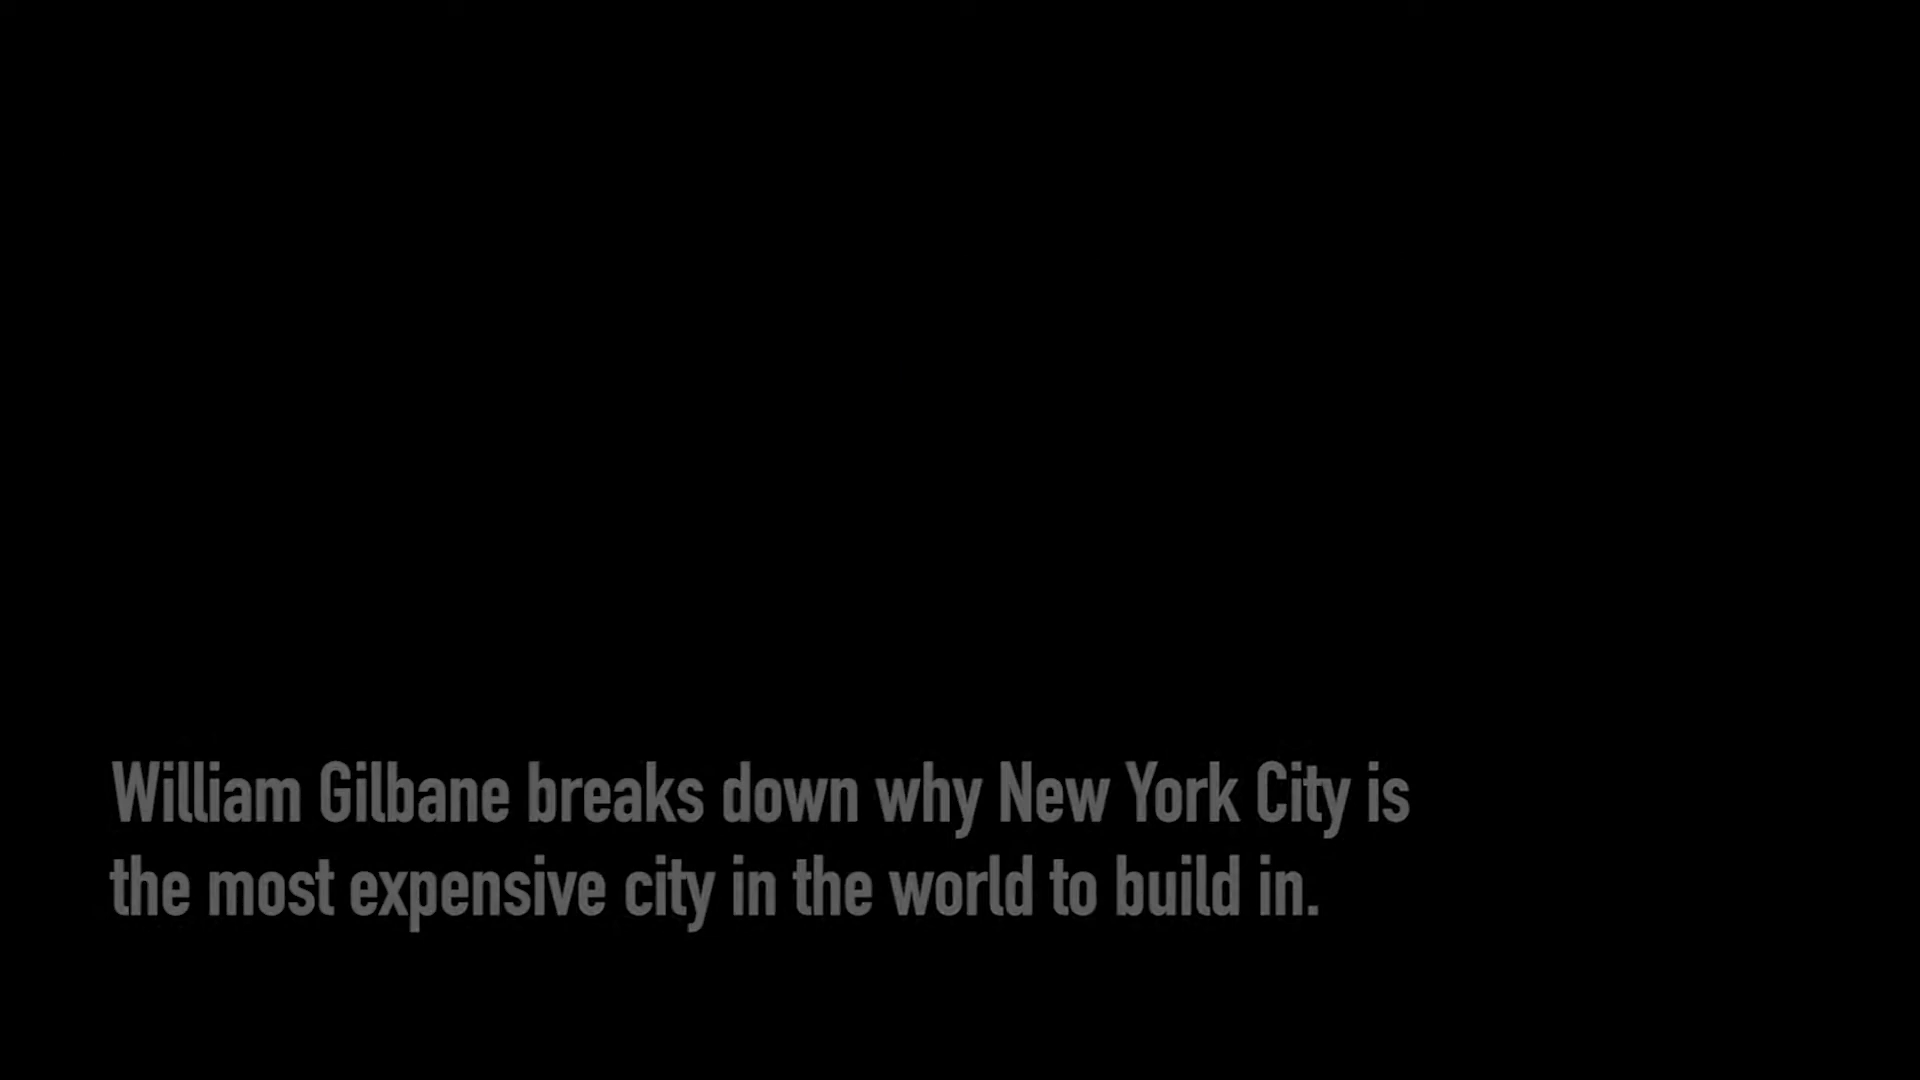 William Gilbane breaks down why New York City is
the most expensive city in the world to build in.